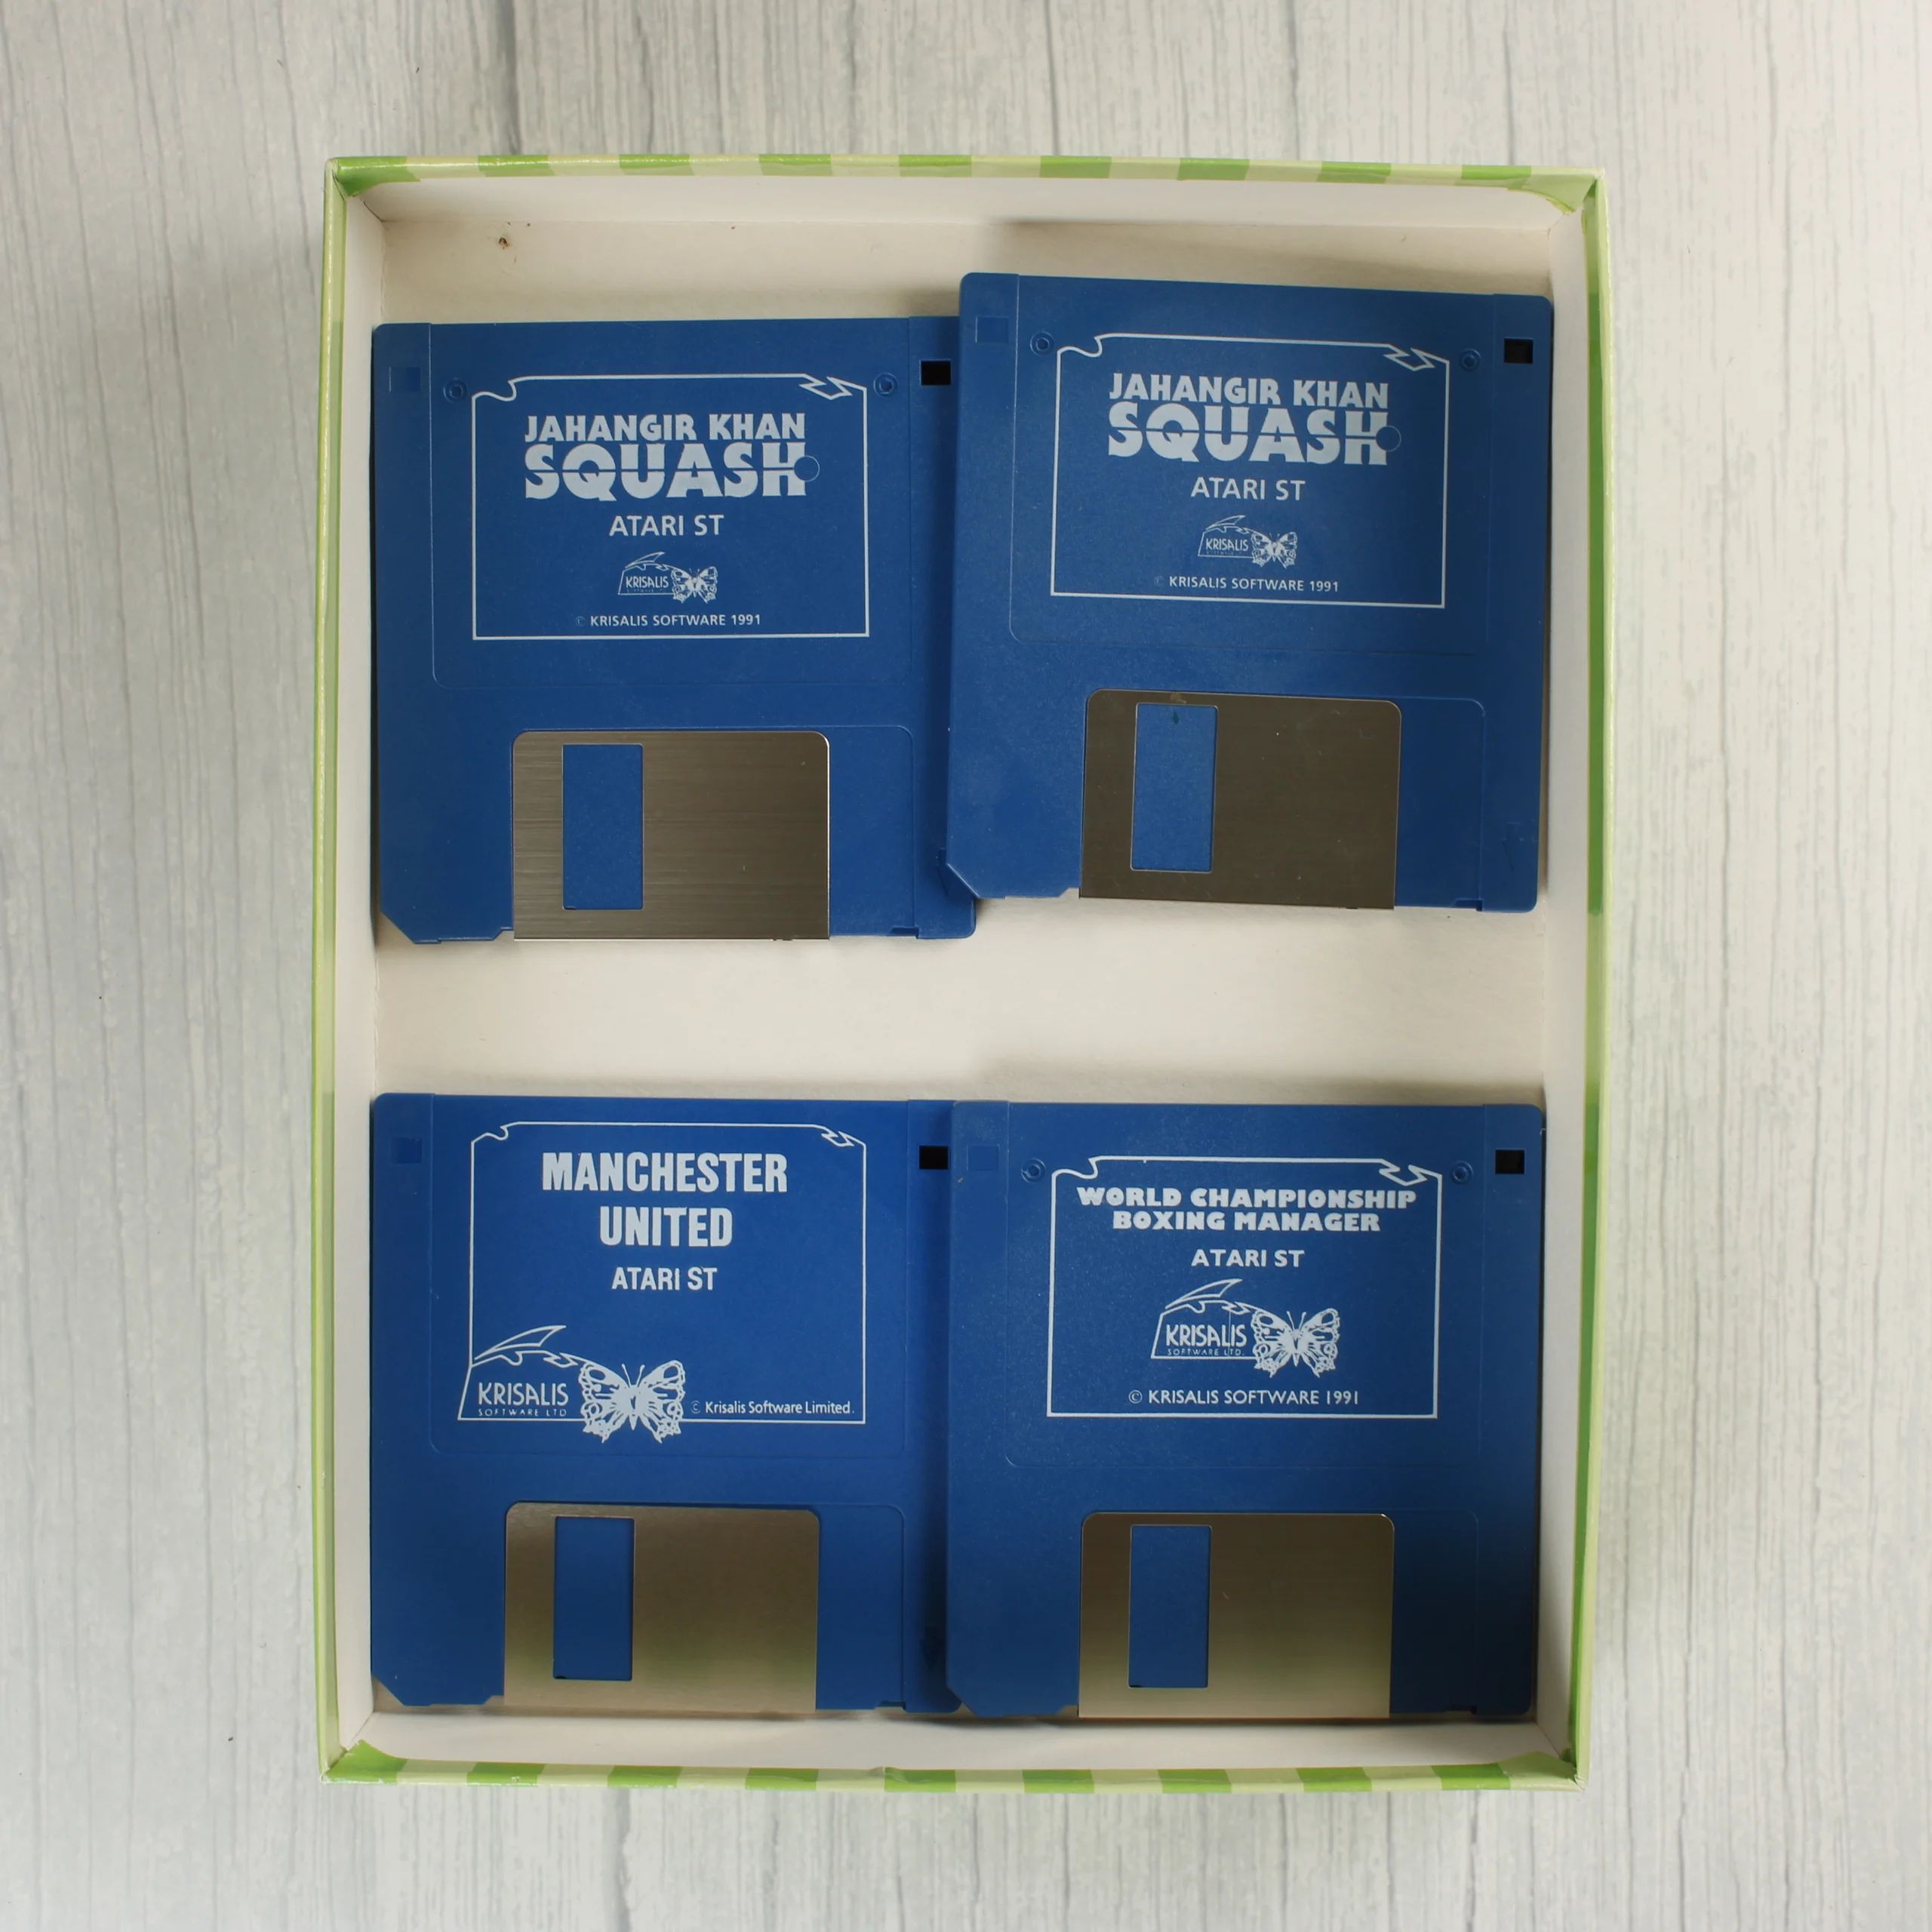 JAHANGIR KHAN
SQUASH
ATARI ST
KRISALIS
© KRISALIS SOFTWARE 1991
JAHANGIR KHAN
SQUASH
ATARI ST
KRISALIS
© KRISALIS SOFTWARE 1991
MANCHESTER
UNITED
ATARI ST
KRISALIS
SOFTWARE LTD
© Krisalis Software Limited.
WORLD CHAMPIONSHIP
BOXING MANAGER
ATARI ST
KRISALIS
SOFTWARE LTD.
© KRISALIS SOFTWARE 1991